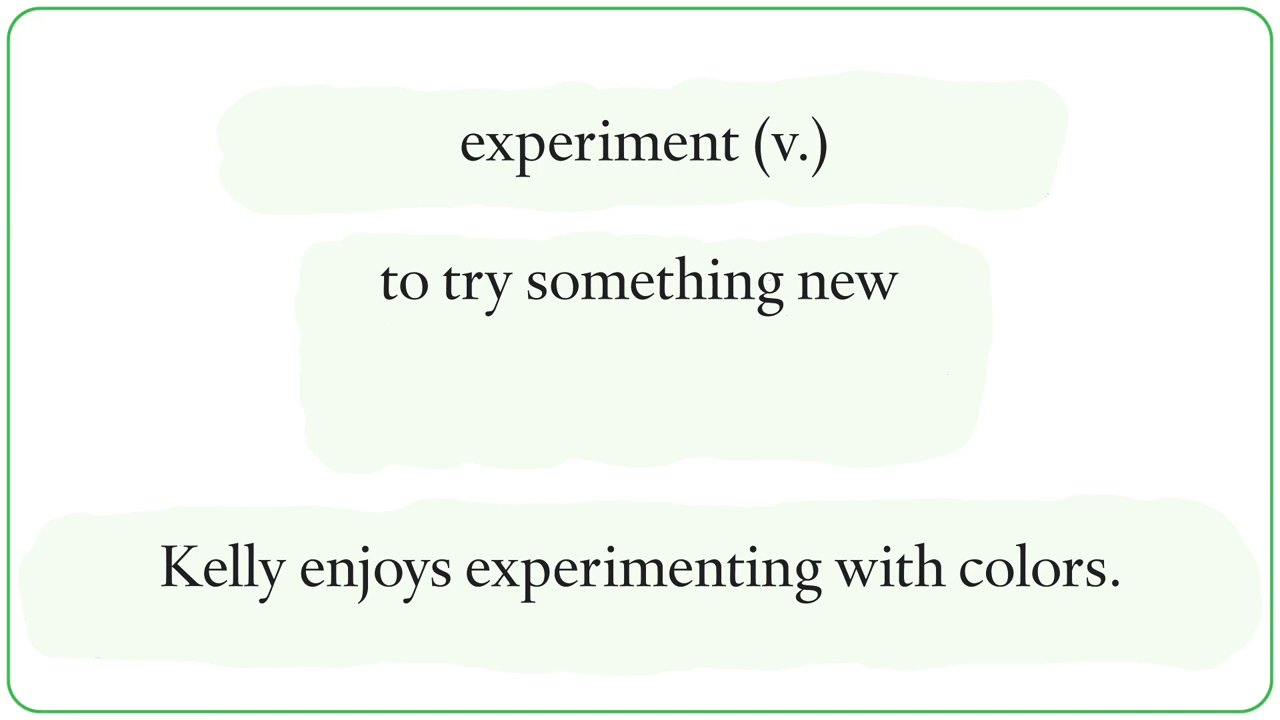 experiment (v.)
to try something new
Kelly enjoys experimenting with colors.